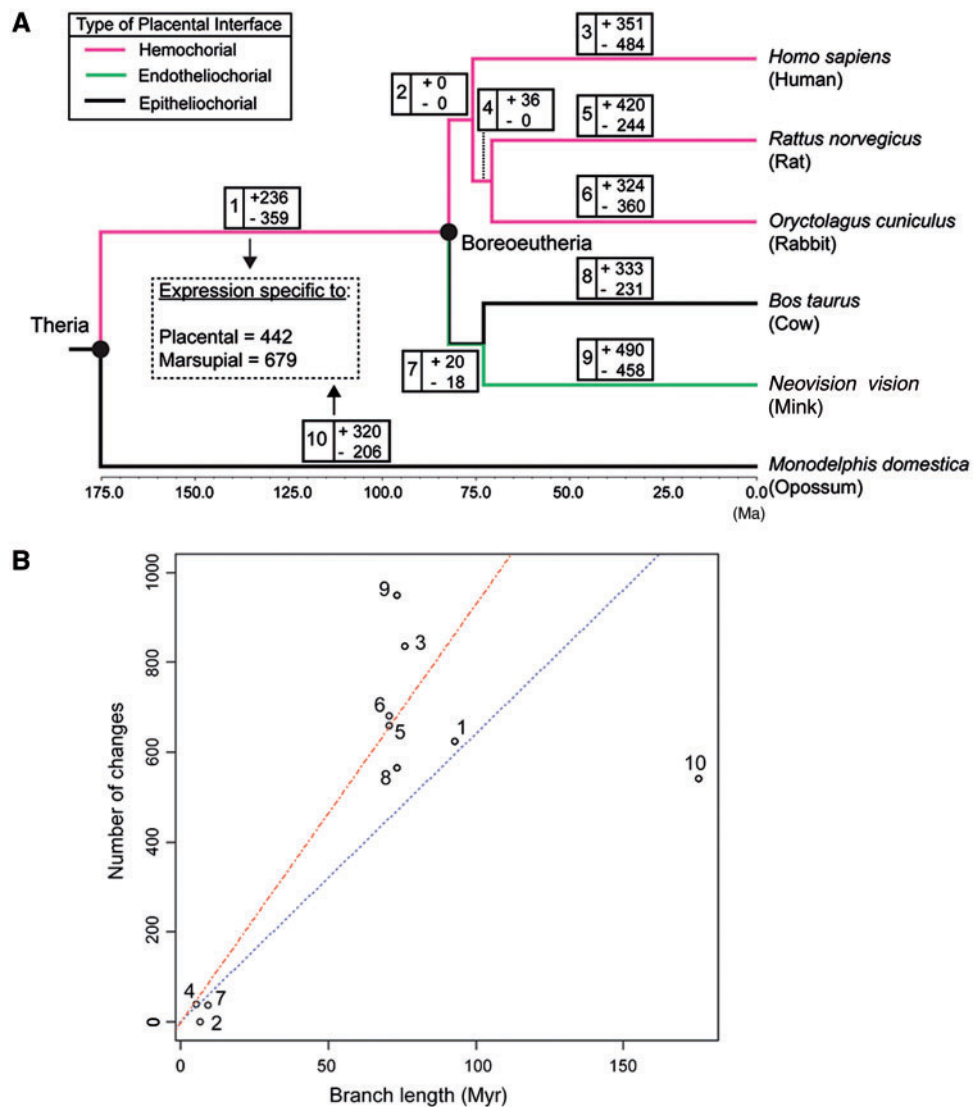 A
Type of Placental Interface
Hemochorial
Endotheliochorial
Epitheliochorial
3 + 351
- 484
Homo sapiens
(Human)
2 + 0
- 0
4 + 36
- 0
5 + 420
- 244
Rattus norvegicus
(Rat)
1 +236
- 359
6 + 324
- 360
Oryctolagus cuniculus
(Rabbit)
Boreoeutheria
Expression specific to:
Placental = 442
Marsupial = 679
8 + 333
- 231
Bos taurus
(Cow)
Theria
7 + 20
- 18
9 + 490
- 458
Neovision vision
(Mink)
10 + 320
- 206
Monodelphis domestica
(Opossum)
175.0 150.0 125.0 100.0 75.0 50.0 25.0 0.0
(Ma)
B
Number of changes
1000
800
600
400
200
0
9
3
6
5
1
8
10
4
7
2
0 50 100 150
Branch length (Myr)